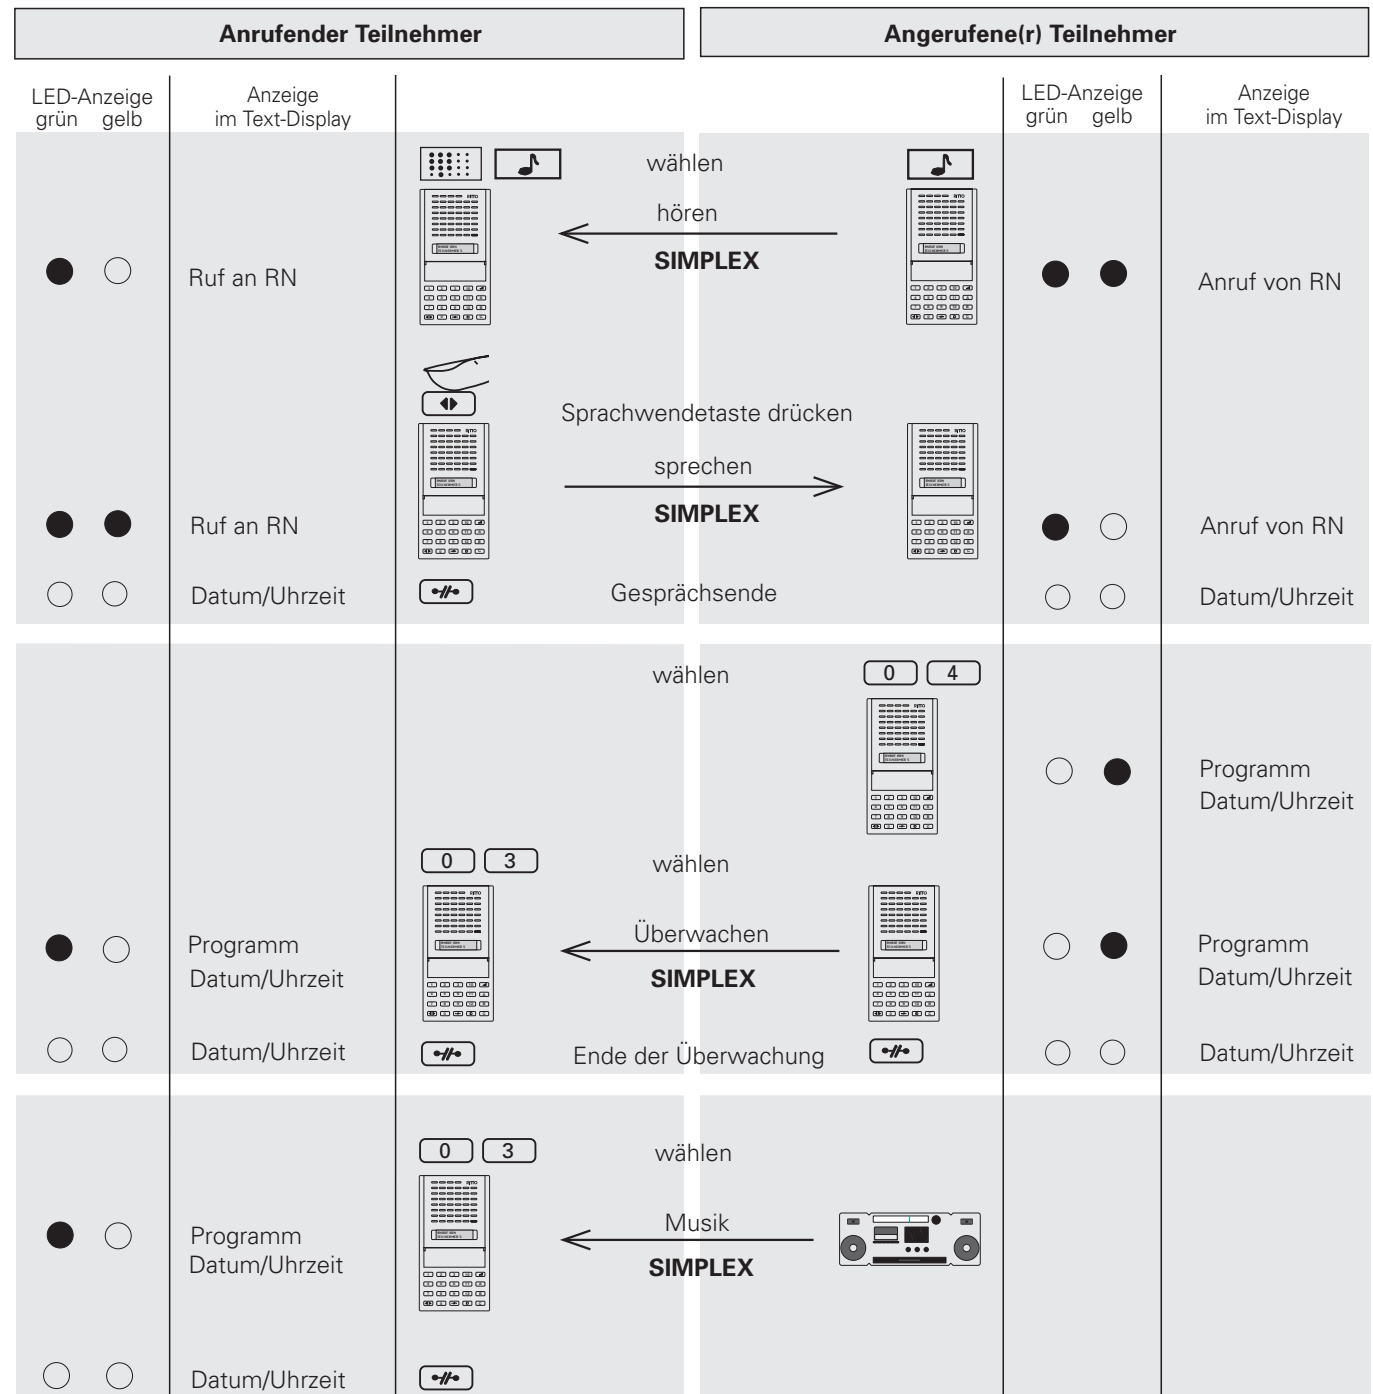 Anrufender Teilnehmer
Angerufene(r) Teilnehmer
LED-Anzeige
grün gelb
Anzeige
im Text-Display
LED-Anzeige
grün gelb
Anzeige
im Text-Display
wählen
hören
SIMPLEX
Ruf an RN
Anruf von RN
Sprachwendetaste drücken
sprechen
SIMPLEX
Ruf an RN
Anruf von RN
Datum/Uhrzeit
Gesprächsende
Datum/Uhrzeit
wählen
0 4
Programm
Datum/Uhrzeit
0 3
wählen
Überwachen
SIMPLEX
Programm
Datum/Uhrzeit
Programm
Datum/Uhrzeit
Datum/Uhrzeit
Ende der Überwachung
Datum/Uhrzeit
0 3
wählen
Musik
SIMPLEX
Programm
Datum/Uhrzeit
Datum/Uhrzeit